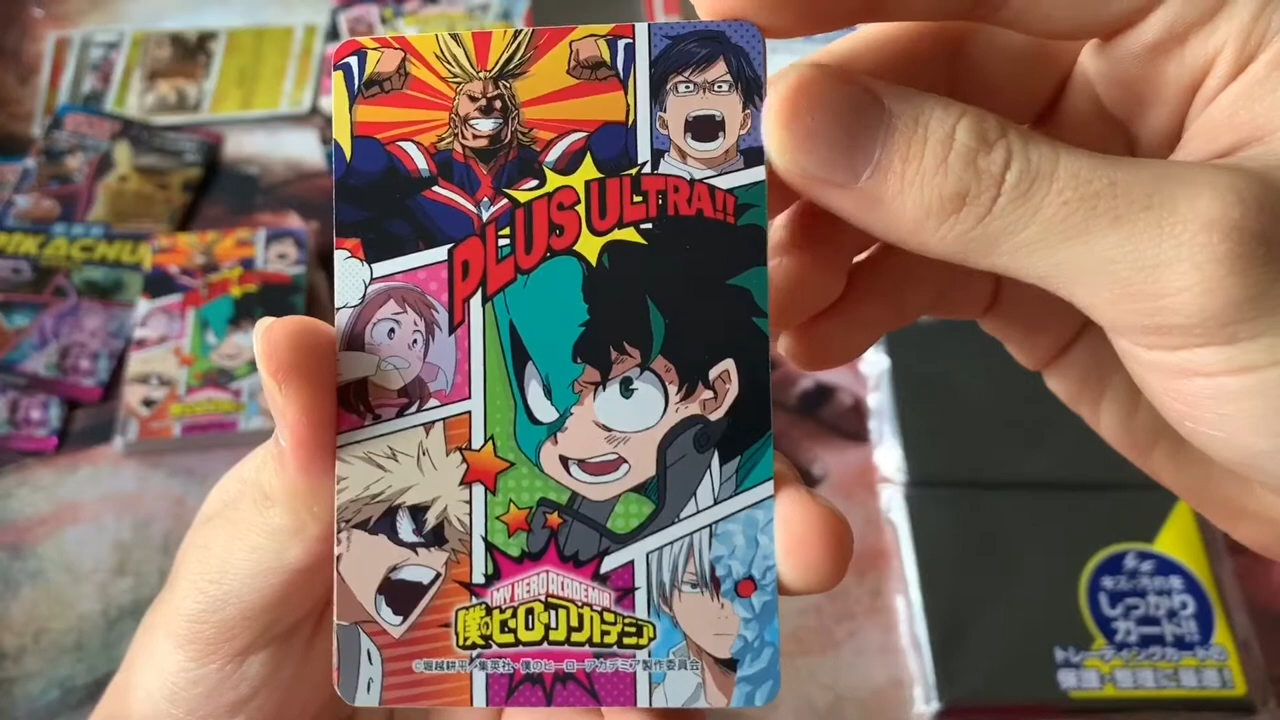 PLUS ULTRA!!
MY HERO ACADEMIA
僕のヒーローアカデミア
©堀越耕平／集英社・僕のヒーローアカデミア製作委員会
PIKACHU
しっから
ガード!!
トレーディングカードの
保護・整理に最適！